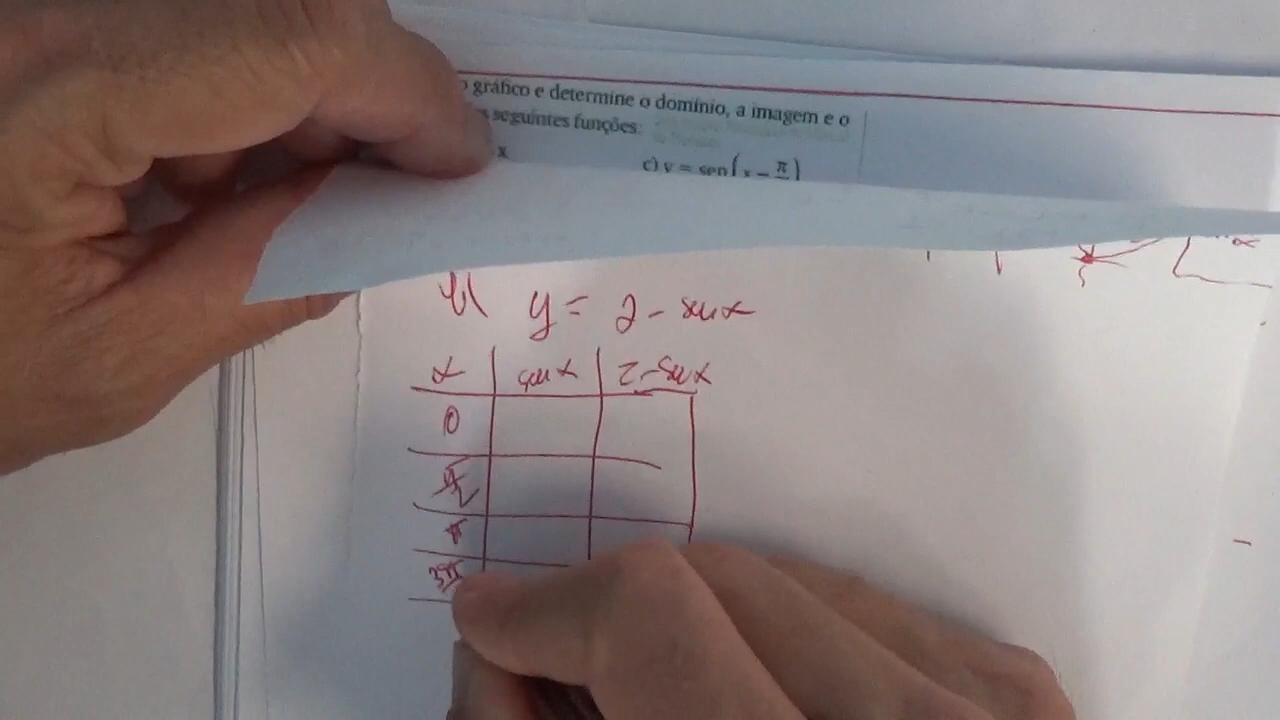 o gráfico e determine o domínio, a imagem e o
seguintes funções:
x
c) y = sen(x - π
b) y = 2 - sen x
x sen x 2 - sen x
0
π/2
π
3π